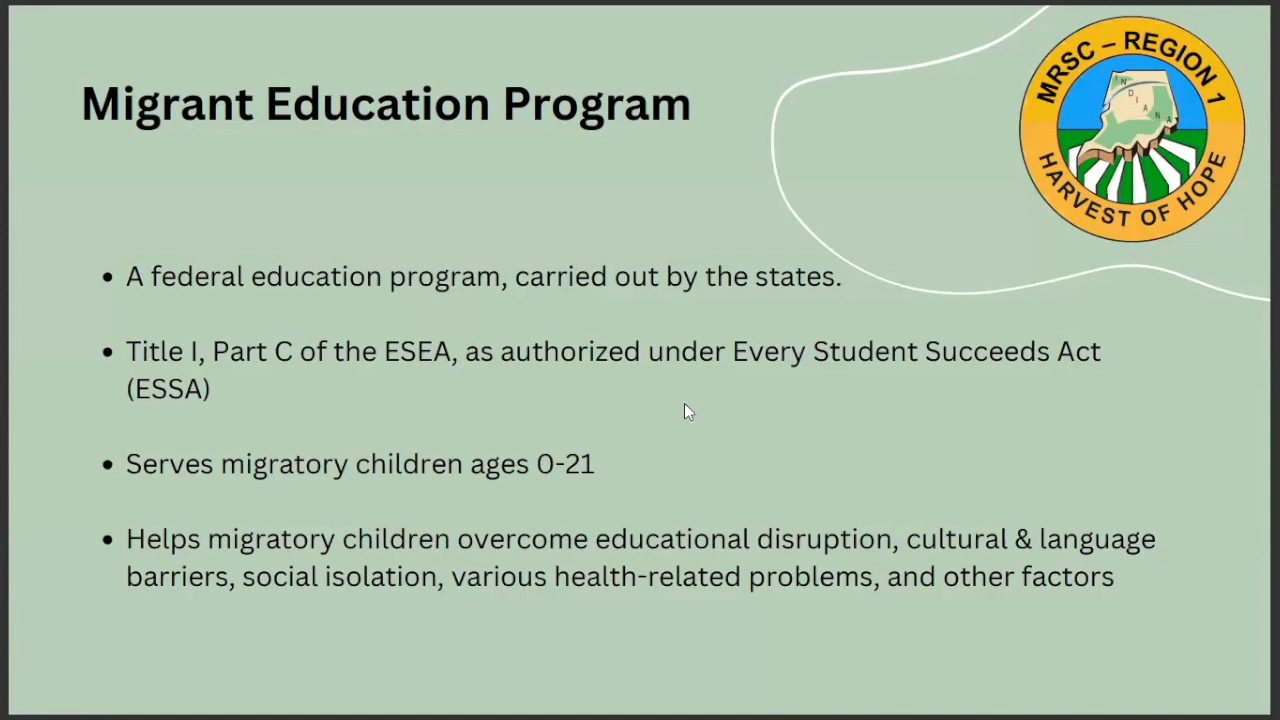 Migrant Education Program
MRSC – REGION 1
INDIANA
HARVEST OF HOPE
• A federal education program, carried out by the states.
• Title I, Part C of the ESEA, as authorized under Every Student Succeeds Act
(ESSA)
• Serves migratory children ages 0-21
• Helps migratory children overcome educational disruption, cultural & language
barriers, social isolation, various health-related problems, and other factors